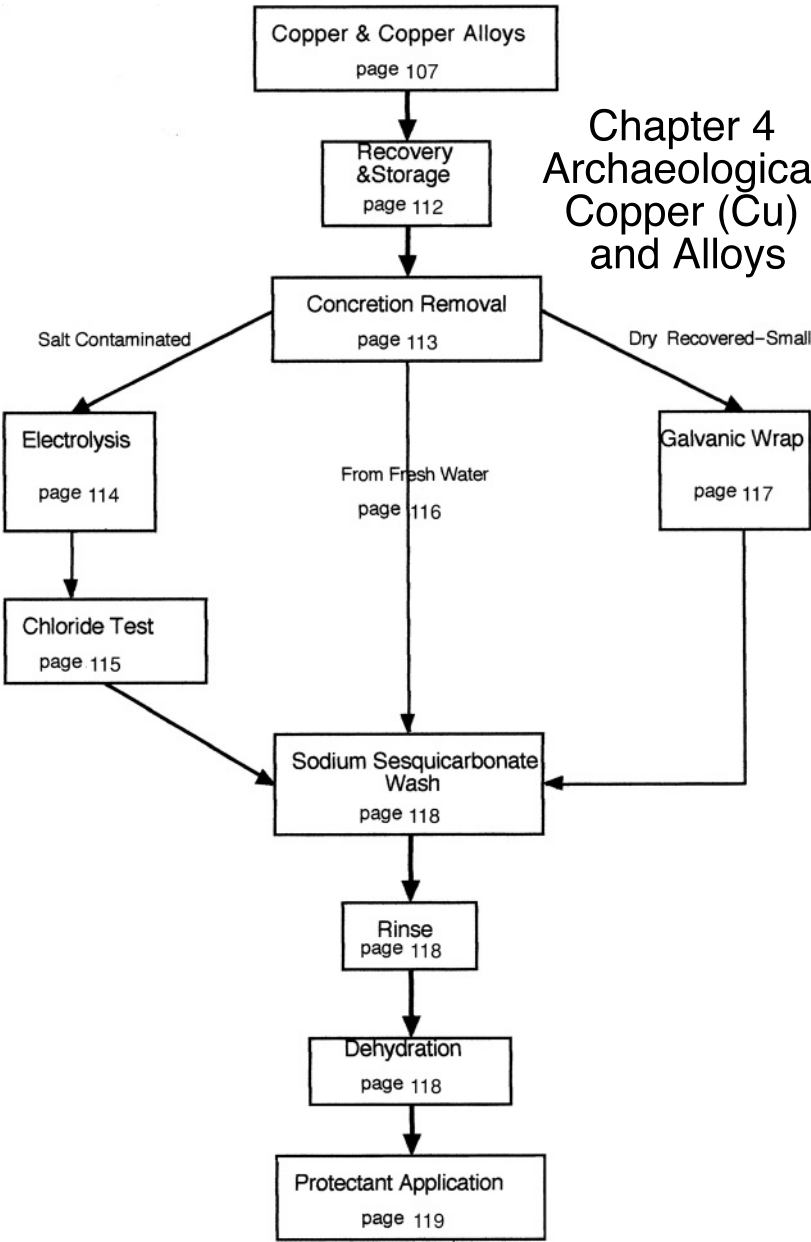 Copper & Copper Alloys
page 107
Chapter 4
Archaeologica
Copper (Cu)
and Alloys
Recovery
&Storage
page 112
Concretion Removal
page 113
Salt Contaminated
Dry Recovered-Small
Electrolysis
page 114
From Fresh Water
page 116
Galvanic Wrap
page 117
Chloride Test
page 115
Sodium Sesquicarbonate
Wash
page 118
Rinse
page 118
Dehydration
page 118
Protectant Application
page 119